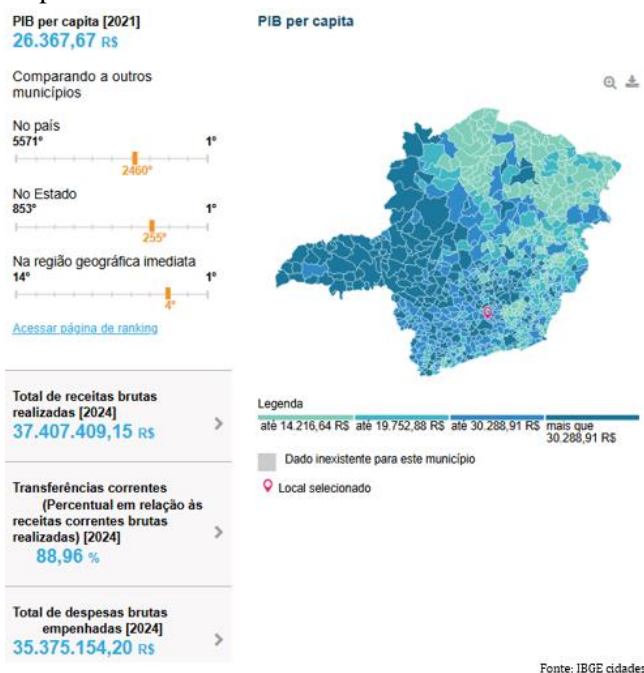 PIB per capita [2021]
26.367,67 R$
Comparando a outros
municípios
No país
5571º 1º
2460º
No Estado
853º 1º
255º
Na região geográfica imediata
14º 1º
4º
Acessar página de ranking
Total de receitas brutas
realizadas [2024]
37.407.409,15 R$
Transferências correntes
(Percentual em relação às
receitas correntes brutas
realizadas) [2024]
88,96 %
Total de despesas brutas
empenhadas [2024]
35.375.154,20 R$
PIB per capita
Legenda
até 14.216,64 R$ até 19.752,88 R$ até 30.288,91 R$ mais que
30.288,91 R$
Dado inexistente para este município
Local selecionado
Fonte: IBGE cidades